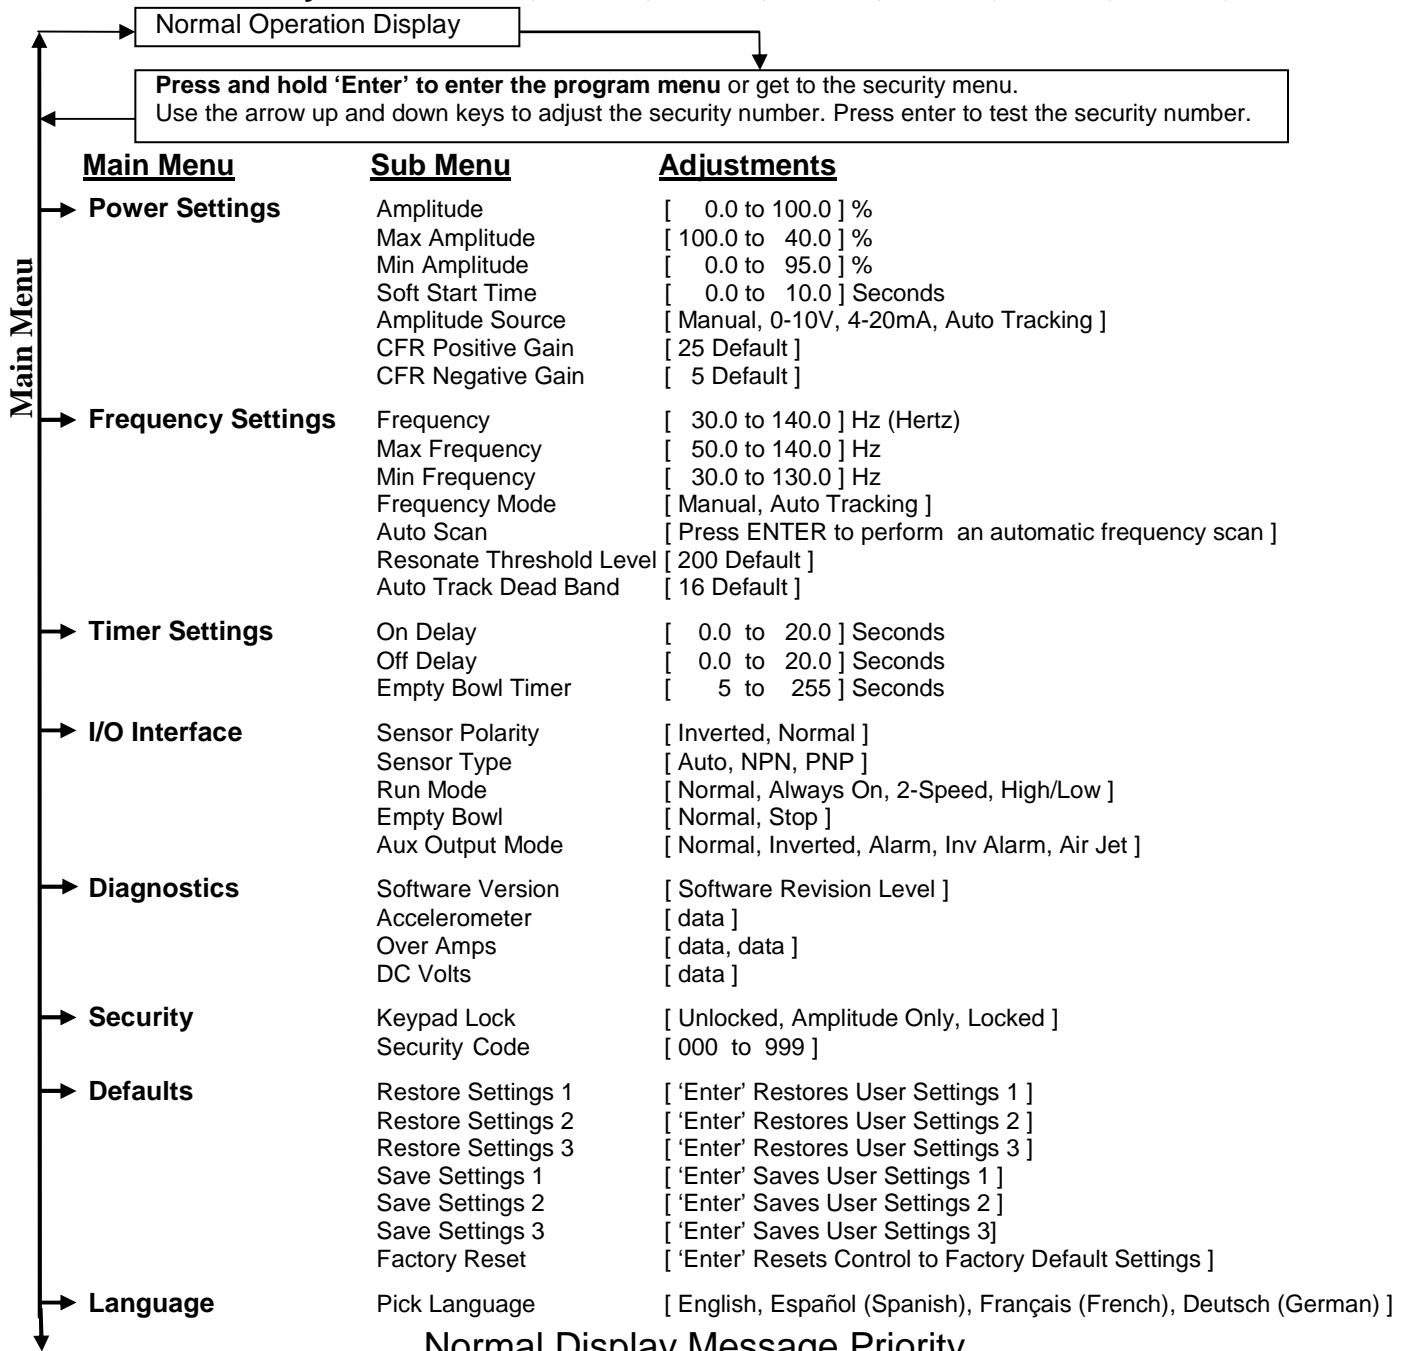 Normal Operation Display
Press and hold ‘Enter’ to enter the program menu or get to the security menu.
Use the arrow up and down keys to adjust the security number. Press enter to test the security number.
Main Menu Sub Menu Adjustments
Main Menu
Power Settings Amplitude [ 0.0 to 100.0 ] %
Max Amplitude [ 100.0 to 40.0 ] %
Min Amplitude [ 0.0 to 95.0 ] %
Soft Start Time [ 0.0 to 10.0 ] Seconds
Amplitude Source [ Manual, 0-10V, 4-20mA, Auto Tracking ]
CFR Positive Gain [ 25 Default ]
CFR Negative Gain [ 5 Default ]
Frequency Settings Frequency [ 30.0 to 140.0 ] Hz (Hertz)
Max Frequency [ 50.0 to 140.0 ] Hz
Min Frequency [ 30.0 to 130.0 ] Hz
Frequency Mode [ Manual, Auto Tracking ]
Auto Scan [ Press ENTER to perform an automatic frequency scan ]
Resonate Threshold Level [ 200 Default ]
Auto Track Dead Band [ 16 Default ]
Timer Settings On Delay [ 0.0 to 20.0 ] Seconds
Off Delay [ 0.0 to 20.0 ] Seconds
Empty Bowl Timer [ 5 to 255 ] Seconds
I/O Interface Sensor Polarity [ Inverted, Normal ]
Sensor Type [ Auto, NPN, PNP ]
Run Mode [ Normal, Always On, 2-Speed, High/Low ]
Empty Bowl [ Normal, Stop ]
Aux Output Mode [ Normal, Inverted, Alarm, Inv Alarm, Air Jet ]
Diagnostics Software Version [ Software Revision Level ]
Accelerometer [ data ]
Over Amps [ data, data ]
DC Volts [ data ]
Security Keypad Lock [ Unlocked, Amplitude Only, Locked ]
Security Code [ 000 to 999 ]
Defaults Restore Settings 1 [ ‘Enter’ Restores User Settings 1 ]
Restore Settings 2 [ ‘Enter’ Restores User Settings 2 ]
Restore Settings 3 [ ‘Enter’ Restores User Settings 3 ]
Save Settings 1 [ ‘Enter’ Saves User Settings 1 ]
Save Settings 2 [ ‘Enter’ Saves User Settings 2 ]
Save Settings 3 [ ‘Enter’ Saves User Settings 3]
Factory Reset [ ‘Enter’ Resets Control to Factory Default Settings ]
Language Pick Language [ English, Español (Spanish), Français (French), Deutsch (German) ]
Normal Display Message Priority